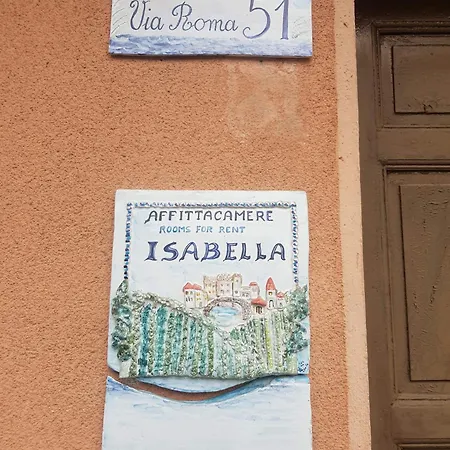 Via Roma 51
AFFITTACAMERE
ROOMS FOR RENT
ISABELLA